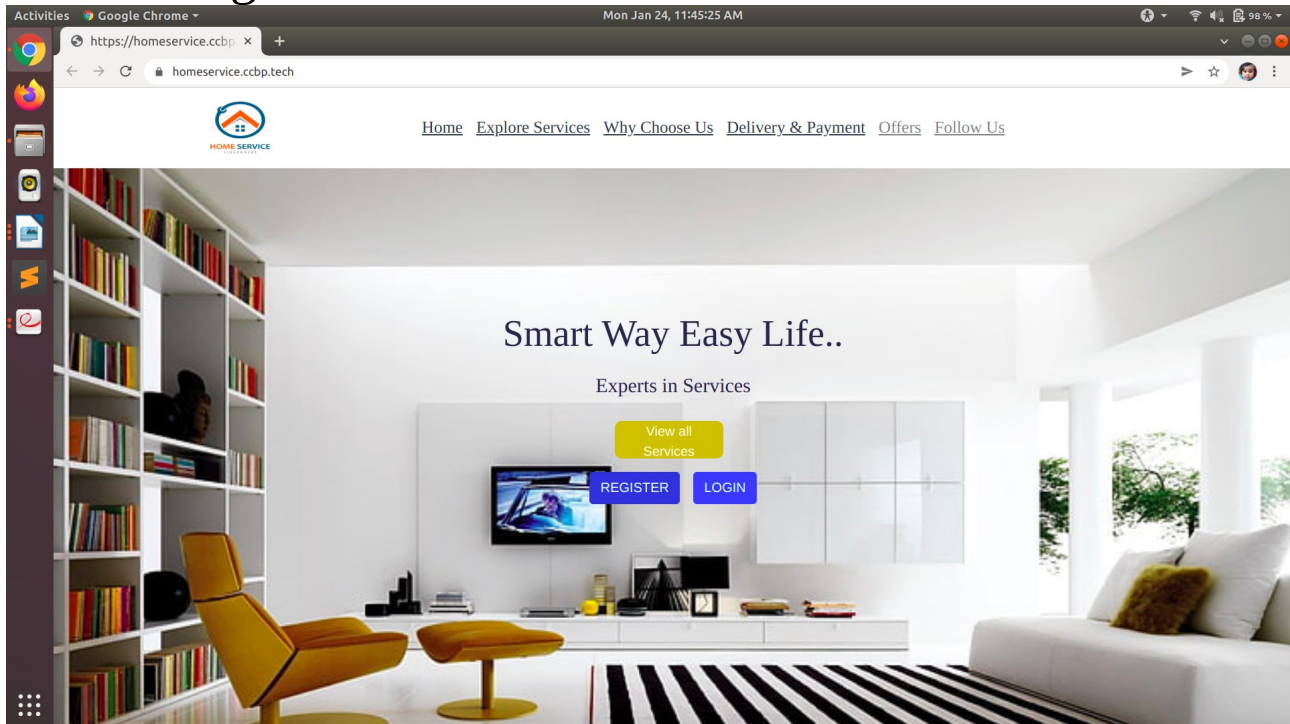 Activities Google Chrome Mon Jan 24, 11:45:25 AM 98 %
https://homeservice.ccbp
homeservice.ccbp.tech
HOME SERVICE
Home Explore Services Why Choose Us Delivery & Payment Offers Follow Us
Smart Way Easy Life..
Experts in Services
View all
Services
REGISTER LOGIN